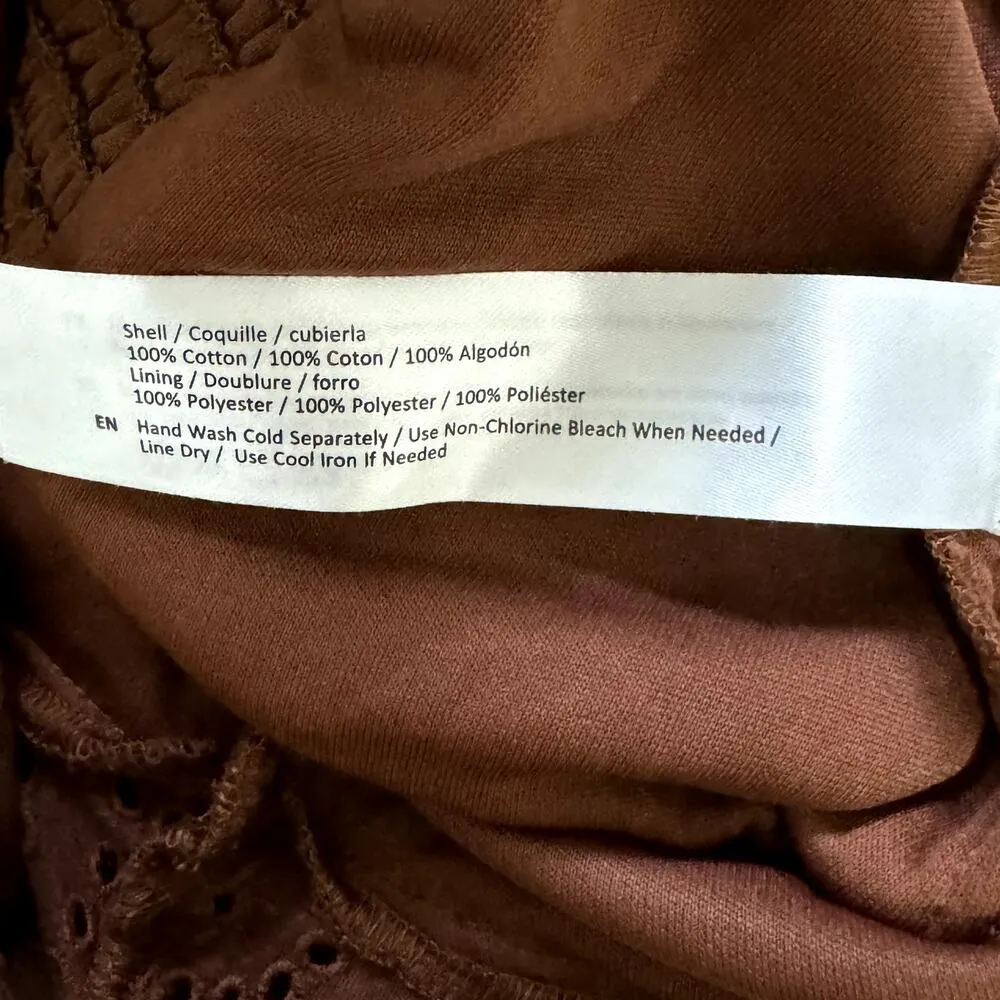 Shell / Coquille / cubierla
100% Cotton / 100% Coton / 100% Algodón
Lining / Doublure / forro
100% Polyester / 100% Polyester / 100% Poliéster
EN Hand Wash Cold Separately / Use Non-Chlorine Bleach When Needed /
Line Dry / Use Cool Iron If Needed